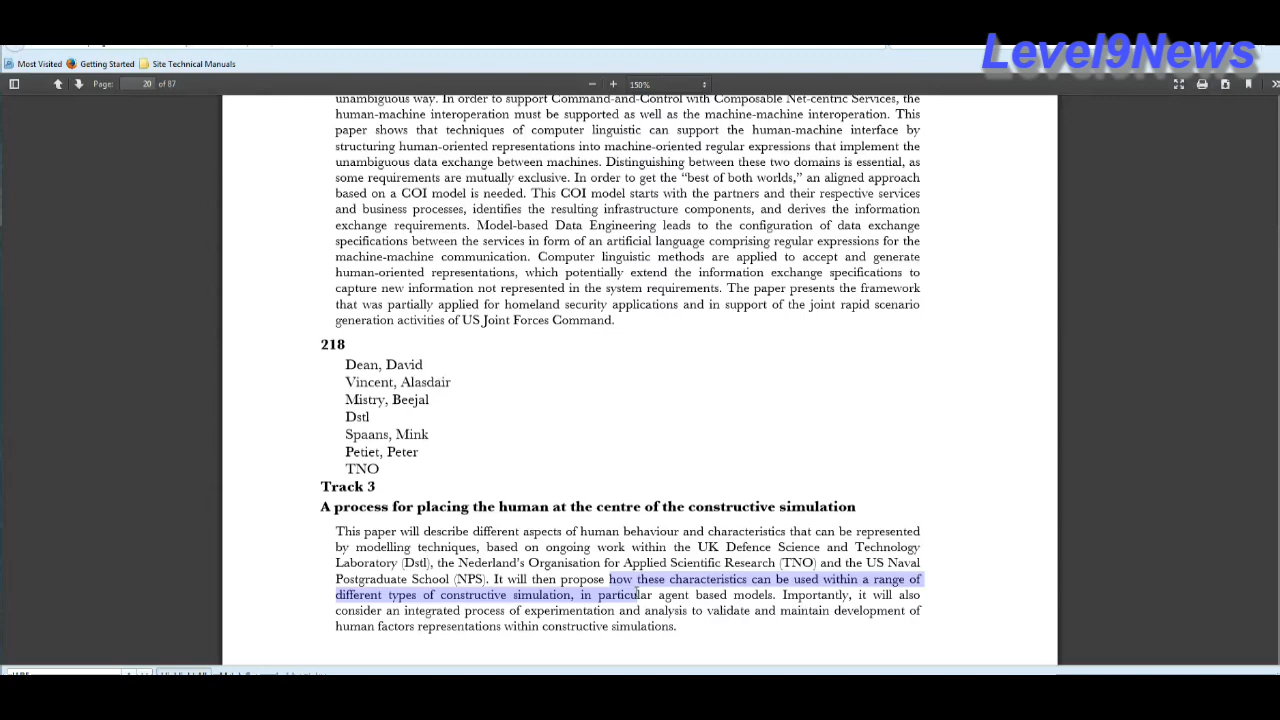 Level9News
Most Visited Getting Started Site Technical Manuals
Page: 20 of 87 150%
unambiguous way. In order to support Command-and-Control with Composable Net-centric Services, the
human-machine interoperation must be supported as well as the machine-machine interoperation. This
paper shows that techniques of computer linguistic can support the human-machine interface by
structuring human-oriented representations into machine-oriented regular expressions that implement the
unambiguous data exchange between machines. Distinguishing between these two domains is essential, as
some requirements are mutually exclusive. In order to get the “best of both worlds,” an aligned approach
based on a COI model is needed. This COI model starts with the partners and their respective services
and business processes, identifies the resulting infrastructure components, and derives the information
exchange requirements. Model-based Data Engineering leads to the configuration of data exchange
specifications between the services in form of an artificial language comprising regular expressions for the
machine-machine communication. Computer linguistic methods are applied to accept and generate
human-oriented representations, which potentially extend the information exchange specifications to
capture new information not represented in the system requirements. The paper presents the framework
that was partially applied for homeland security applications and in support of the joint rapid scenario
generation activities of US Joint Forces Command.
218
Dean, David
Vincent, Alasdair
Mistry, Beejal
Dstl
Spaans, Mink
Petiet, Peter
TNO
Track 3
A process for placing the human at the centre of the constructive simulation
This paper will describe different aspects of human behaviour and characteristics that can be represented
by modelling techniques, based on ongoing work within the UK Defence Science and Technology
Laboratory (Dstl), the Nederland’s Organisation for Applied Scientific Research (TNO) and the US Naval
Postgraduate School (NPS). It will then propose how these characteristics can be used within a range of
different types of constructive simulation, in particular agent based models. Importantly, it will also
consider an integrated process of experimentation and analysis to validate and maintain development of
human factors representations within constructive simulations.